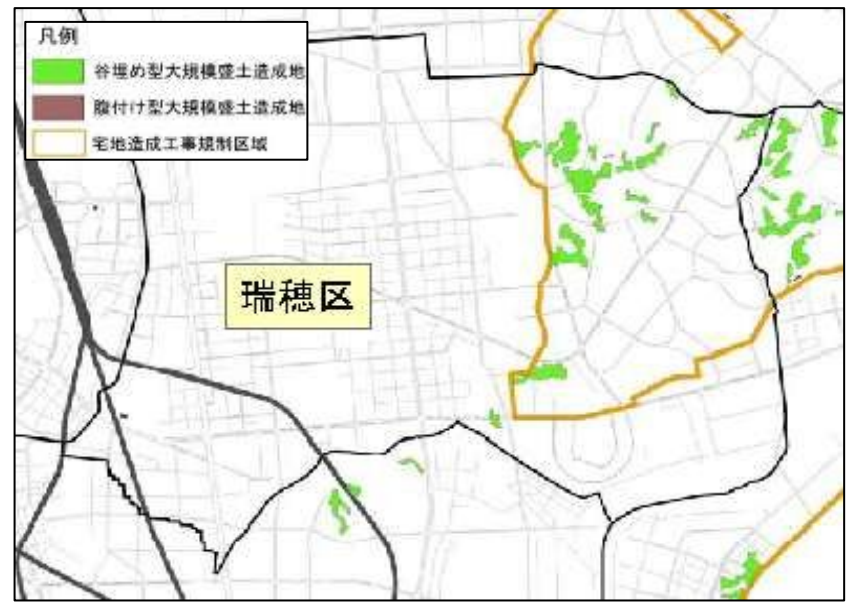 凡例
谷埋め型大規模盛土造成地
腹付け型大規模盛土造成地
宅地造成工事規制区域
瑞穂区